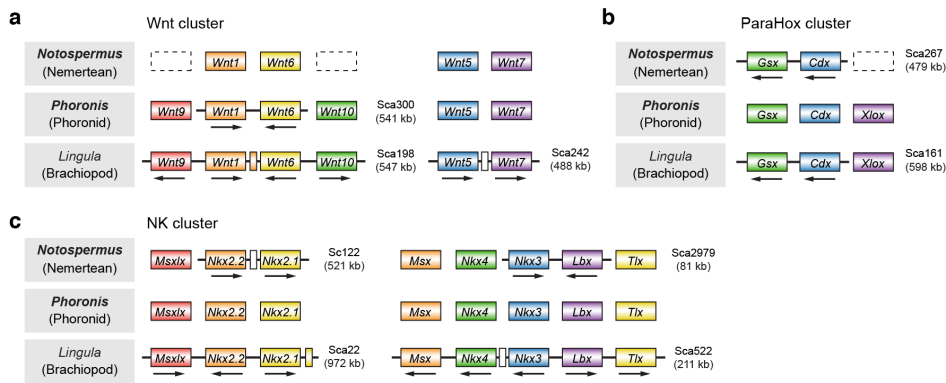 a
Wnt cluster
Notospermus
(Nemertean)
Wnt1 Wnt6 Wnt5 Wnt7
Phoronis
(Phoronid)
Wnt9 Wnt1 Wnt6 Wnt10 Sca300
(541 kb)
Wnt5 Wnt7
Lingula
(Brachiopod)
Wnt9 Wnt1 Wnt6 Wnt10 Sca198
(547 kb)
Wnt5 Wnt7 Sca242
(488 kb)
b
ParaHox cluster
Notospermus
(Nemertean)
Gsx Cdx Sca267
(479 kb)
Phoronis
(Phoronid)
Gsx Cdx Xlox
Lingula
(Brachiopod)
Gsx Cdx Xlox Sca161
(598 kb)
c
NK cluster
Notospermus
(Nemertean)
Msxlx Nkx2.2 Nkx2.1 Sc122
(521 kb)
Msx Nkx4 Nkx3 Lbx Tlx Sca2979
(81 kb)
Phoronis
(Phoronid)
Msxlx Nkx2.2 Nkx2.1 Msx Nkx4 Nkx3 Lbx Tlx
Lingula
(Brachiopod)
Msxlx Nkx2.2 Nkx2.1 Sca22
(972 kb)
Msx Nkx4 Nkx3 Lbx Tlx Sca522
(211 kb)